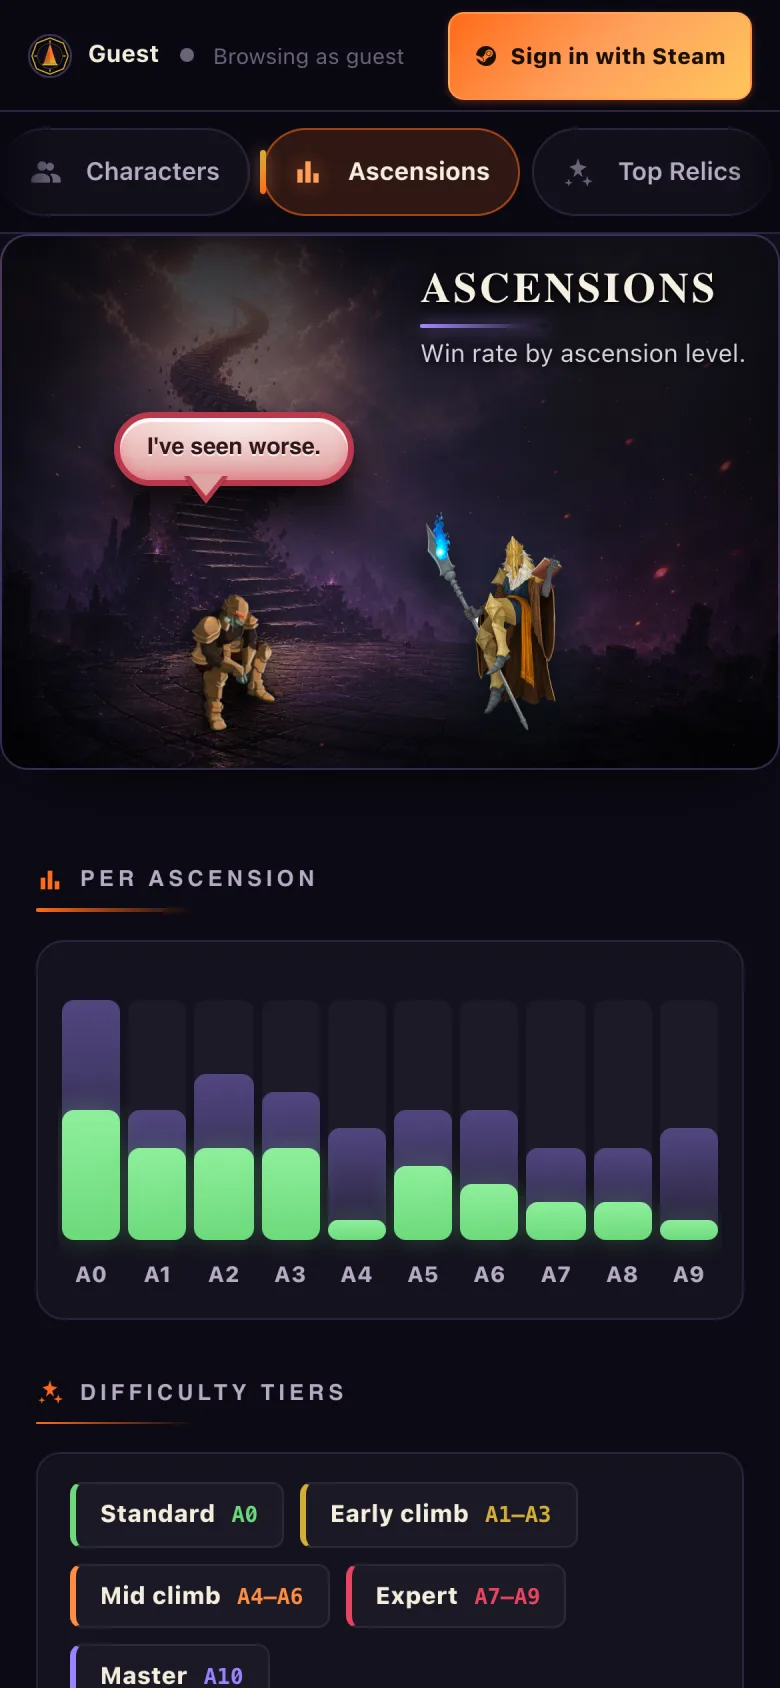 Guest Browsing as guest Sign in with Steam
Characters Ascensions Top Relics
ASCENSIONS
Win rate by ascension level.
I've seen worse.
PER ASCENSION
A0 A1 A2 A3 A4 A5 A6 A7 A8 A9
DIFFICULTY TIERS
Standard A0 Early climb A1–A3
Mid climb A4–A6 Expert A7–A9
Master A10